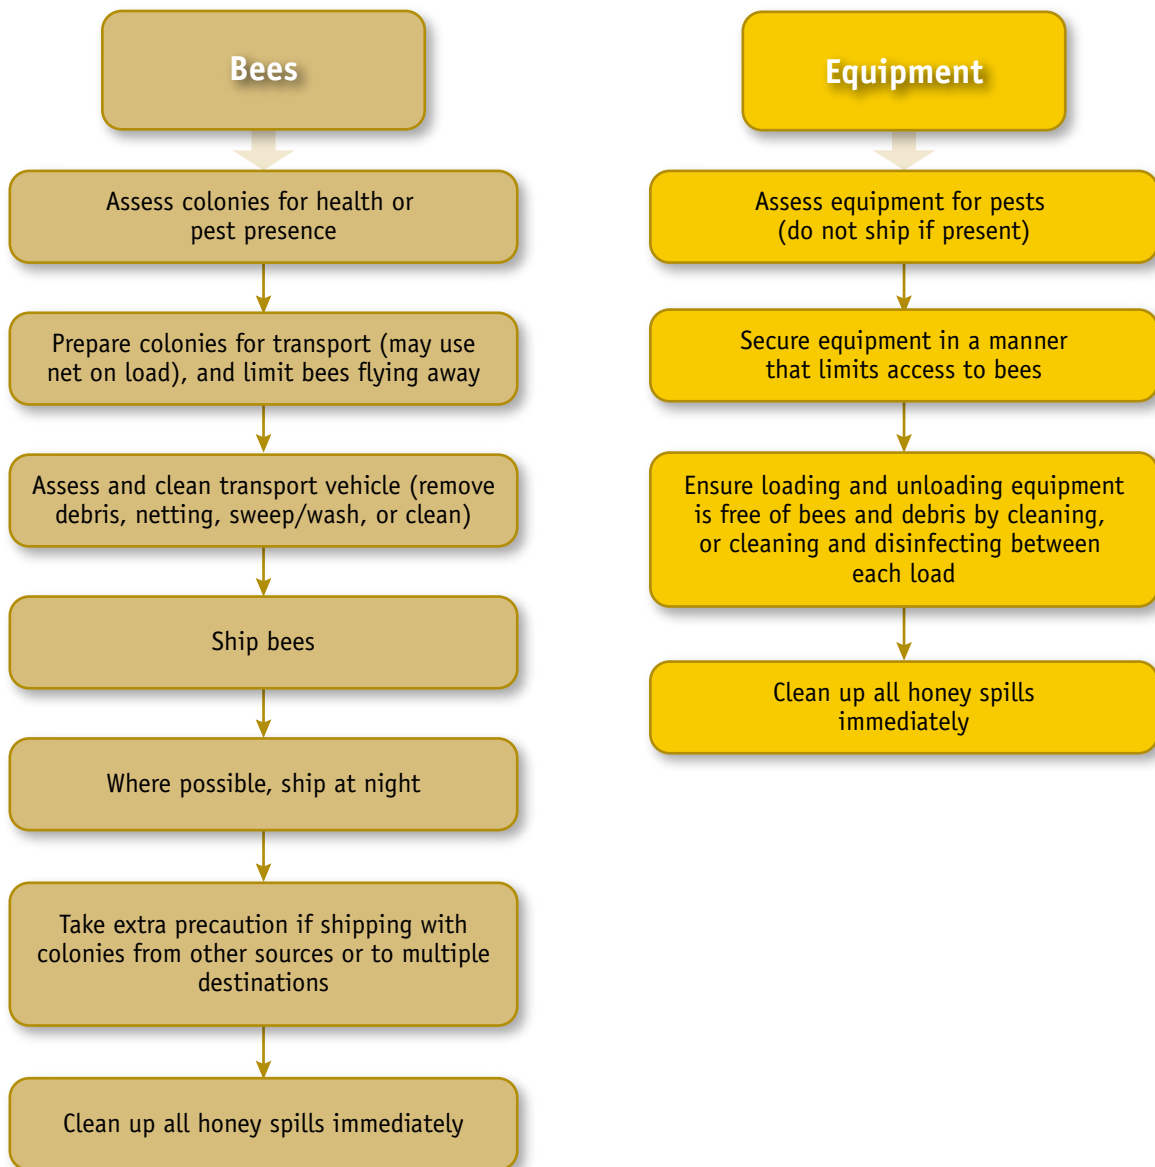 Bees
Assess colonies for health or
pest presence
Prepare colonies for transport (may use
net on load), and limit bees flying away
Assess and clean transport vehicle (remove
debris, netting, sweep/wash, or clean)
Ship bees
Where possible, ship at night
Take extra precaution if shipping with
colonies from other sources or to multiple
destinations
Clean up all honey spills immediately
Equipment
Assess equipment for pests
(do not ship if present)
Secure equipment in a manner
that limits access to bees
Ensure loading and unloading equipment
is free of bees and debris by cleaning,
or cleaning and disinfecting between
each load
Clean up all honey spills
immediately